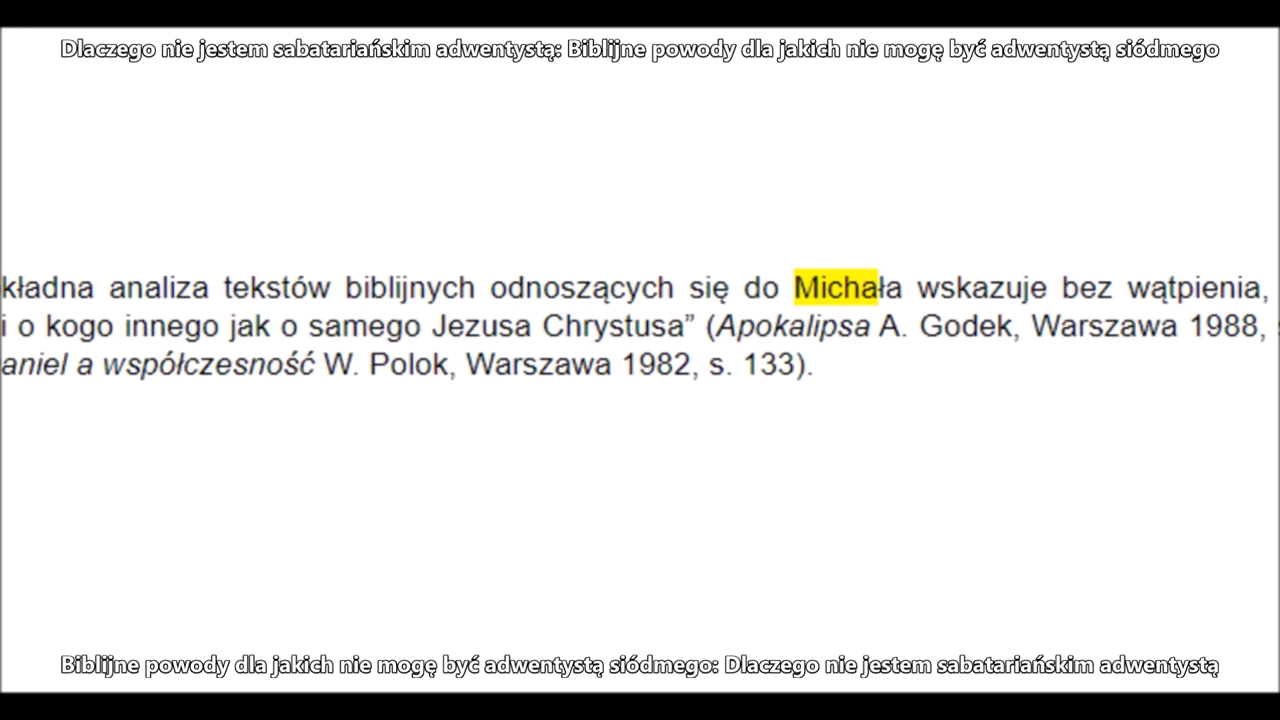 Dlaczego nie jestem sabatariańskim adwentystą: Biblijne powody dla jakich nie mogę być adwentystą siódmego
kładna analiza tekstów biblijnych odnoszących się do Michała wskazuje bez wątpienia,
i o kogo innego jak o samego Jezusa Chrystusa” (Apokalipsa A. Godek, Warszawa 1988,
aniel a współczesność W. Polok, Warszawa 1982, s. 133).
Biblijne powody dla jakich nie mogę być adwentystą siódmego: Dlaczego nie jestem sabatariańskim adwentystą